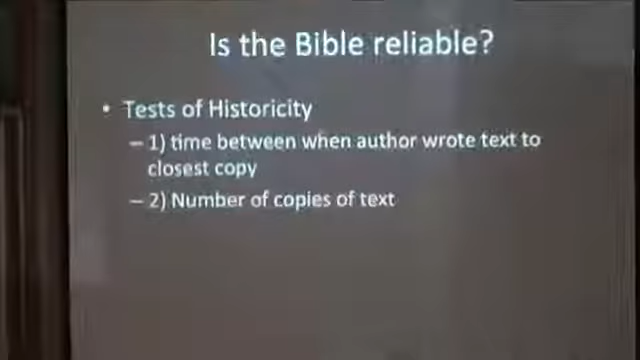 Is the Bible reliable?
• Tests of Historicity
– 1) time between when author wrote text to
closest copy
– 2) Number of copies of text